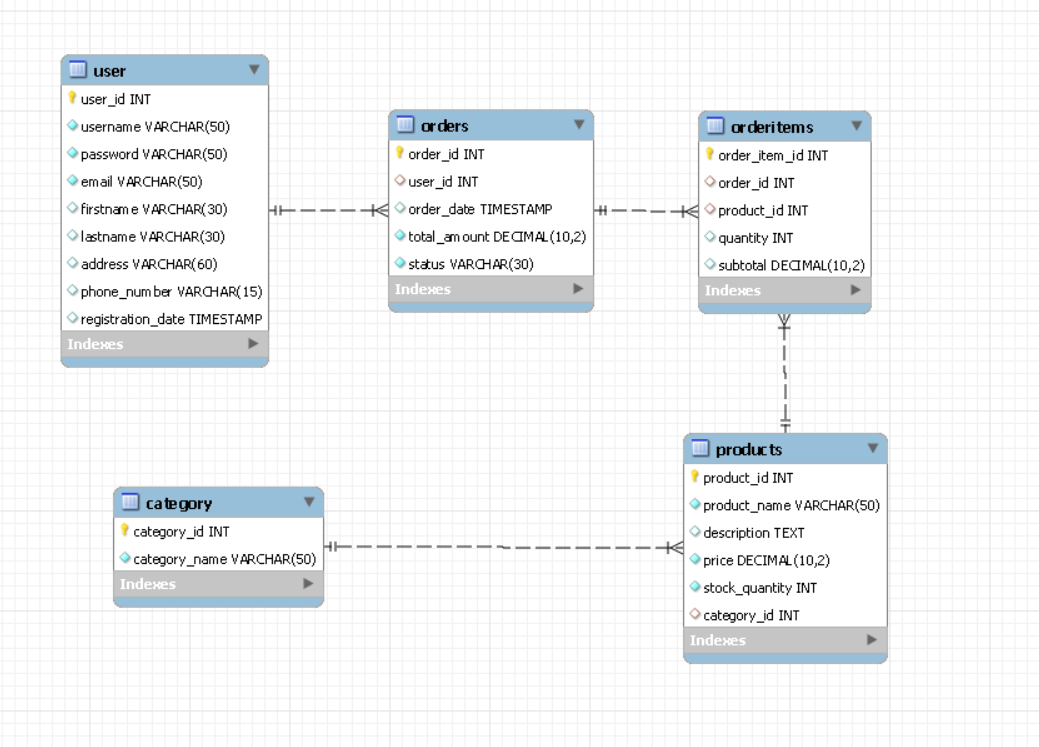 user
user_id INT
username VARCHAR(50)
password VARCHAR(50)
email VARCHAR(50)
firstname VARCHAR(30)
lastname VARCHAR(30)
address VARCHAR(60)
phone_number VARCHAR(15)
registration_date TIMESTAMP
Indexes
orders
order_id INT
user_id INT
order_date TIMESTAMP
total_amount DECIMAL(10,2)
status VARCHAR(30)
Indexes
orderitems
order_item_id INT
order_id INT
product_id INT
quantity INT
subtotal DECIMAL(10,2)
Indexes
category
category_id INT
category_name VARCHAR(50)
Indexes
products
product_id INT
product_name VARCHAR(50)
description TEXT
price DECIMAL(10,2)
stock_quantity INT
category_id INT
Indexes